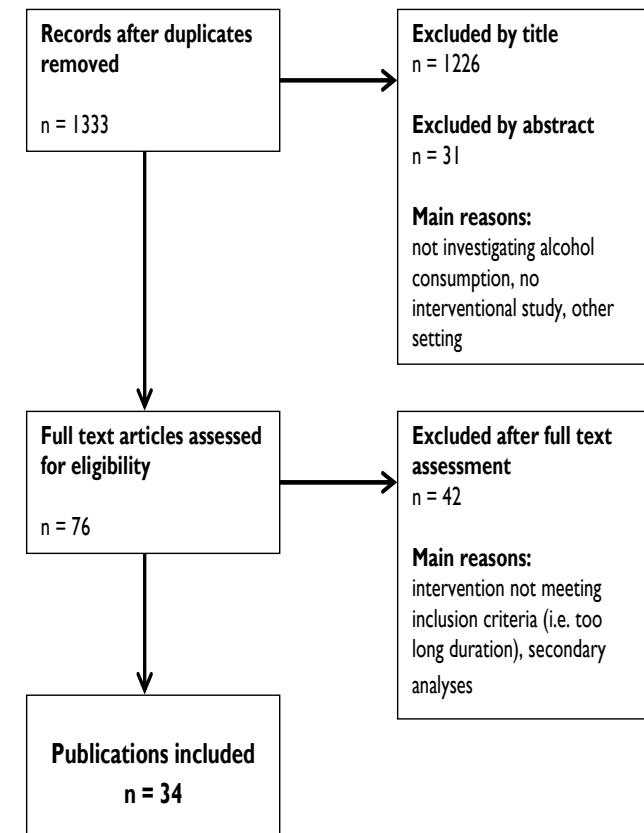 Records after duplicates
removed
n = 1333
Excluded by title
n = 1226
Excluded by abstract
n = 31
Main reasons:
not investigating alcohol
consumption, no
interventional study, other
setting
Full text articles assessed
for eligibility
n = 76
Excluded after full text
assessment
n = 42
Main reasons:
intervention not meeting
inclusion criteria (i.e. too
long duration), secondary
analyses
Publications included
n = 34